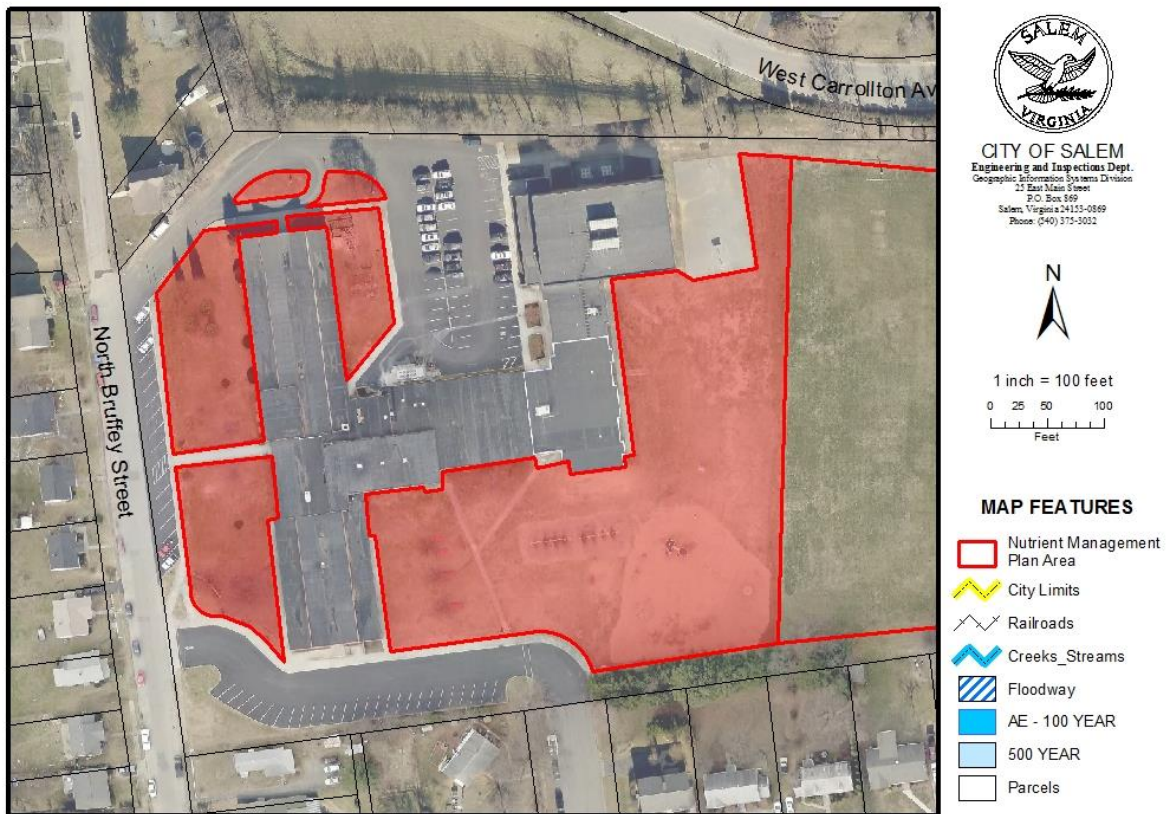 West Carrollton Av
North Bruffey Street
SALEM
VIRGINIA
CITY OF SALEM
Engineering and Inspections Dept.
Geographic Information Systems Division
25 East Main Street
P.O. Box 869
Salem, Virginia 24153-0869
Phone: (540) 375-3032
N
1 inch = 100 feet
0 25 50 100
Feet
MAP FEATURES
Nutrient Management
Plan Area
City Limits
Railroads
Creeks_Streams
Floodway
AE - 100 YEAR
500 YEAR
Parcels